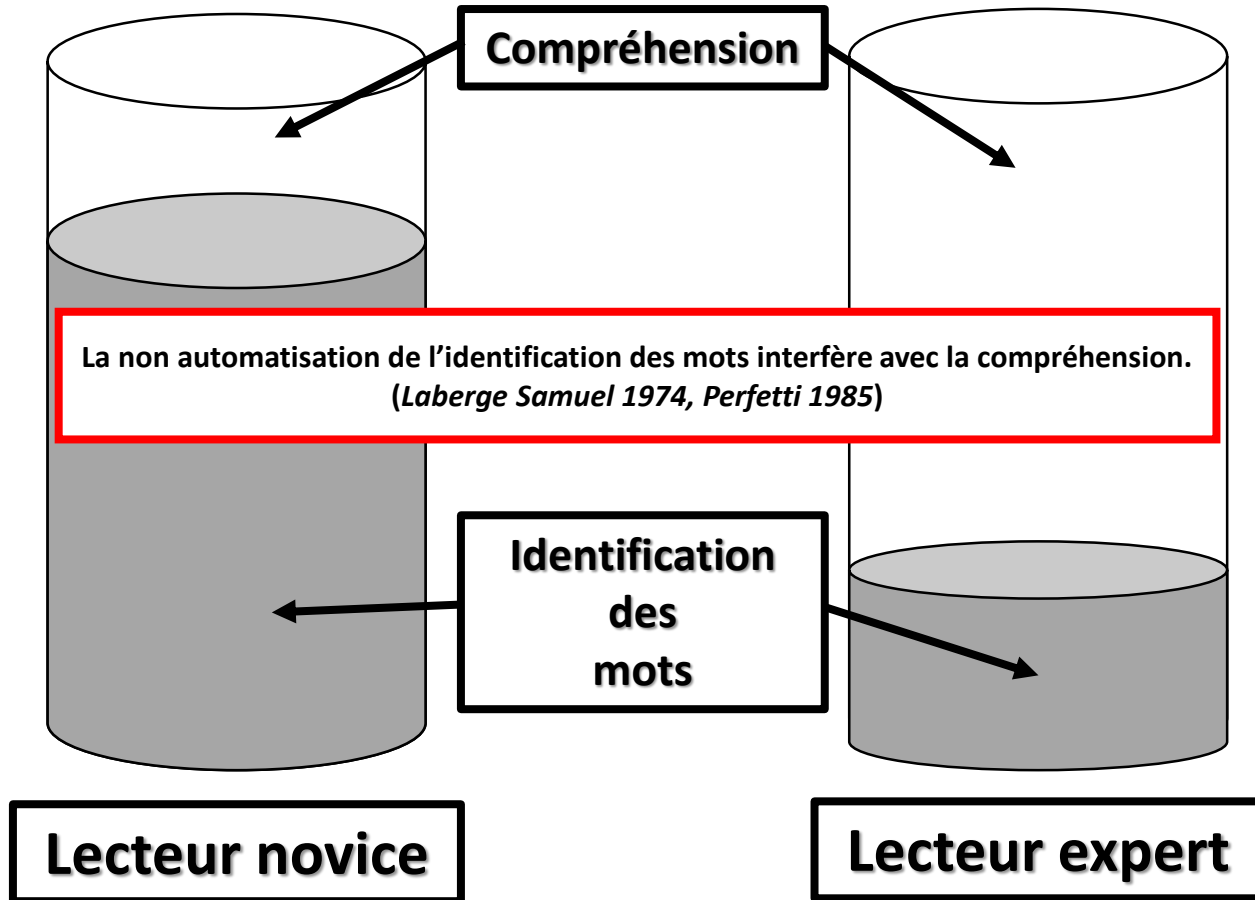 Compréhension
La non automatisation de l’identification des mots interfère avec la compréhension.
(Laberge Samuel 1974, Perfetti 1985)
Identification
des
mots
Lecteur novice
Lecteur expert